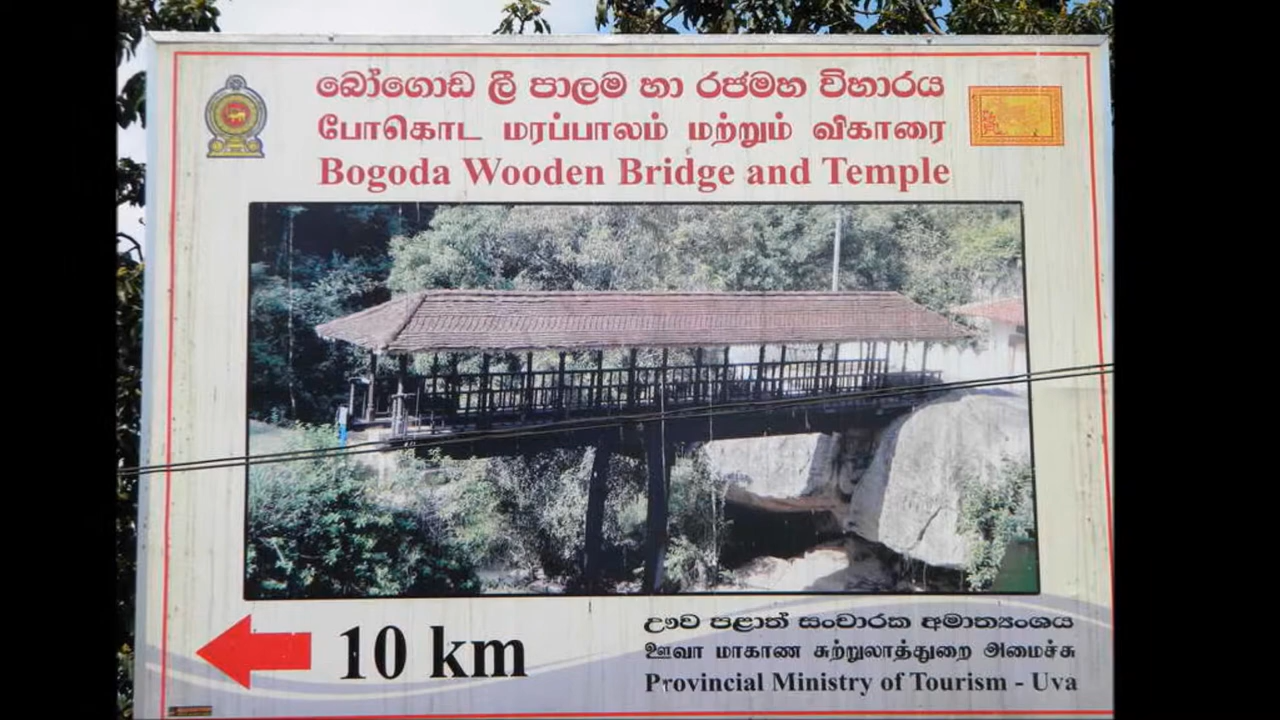 බෝගොඩ ලී පාලම හා රජමහ විහාරය
போகொட மரப்பாலம் மற்றும் விகாரை
Bogoda Wooden Bridge and Temple
10 km
ඌව පළාත් සංචාරක අමාත්‍යංශය
ஊவா மாகாண சுற்றுலாத்துறை அமைச்சு
Provincial Ministry of Tourism - Uva